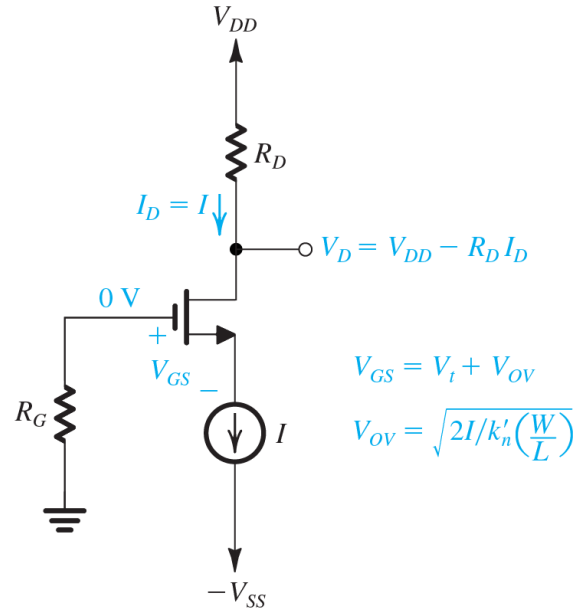 V_DD
R_D
I_D = I
V_D = V_DD − R_D I_D
0 V
+
V_GS −
V_GS = V_t + V_OV
R_G
I
V_OV = √(2I/k′_n(W/L))
−V_SS